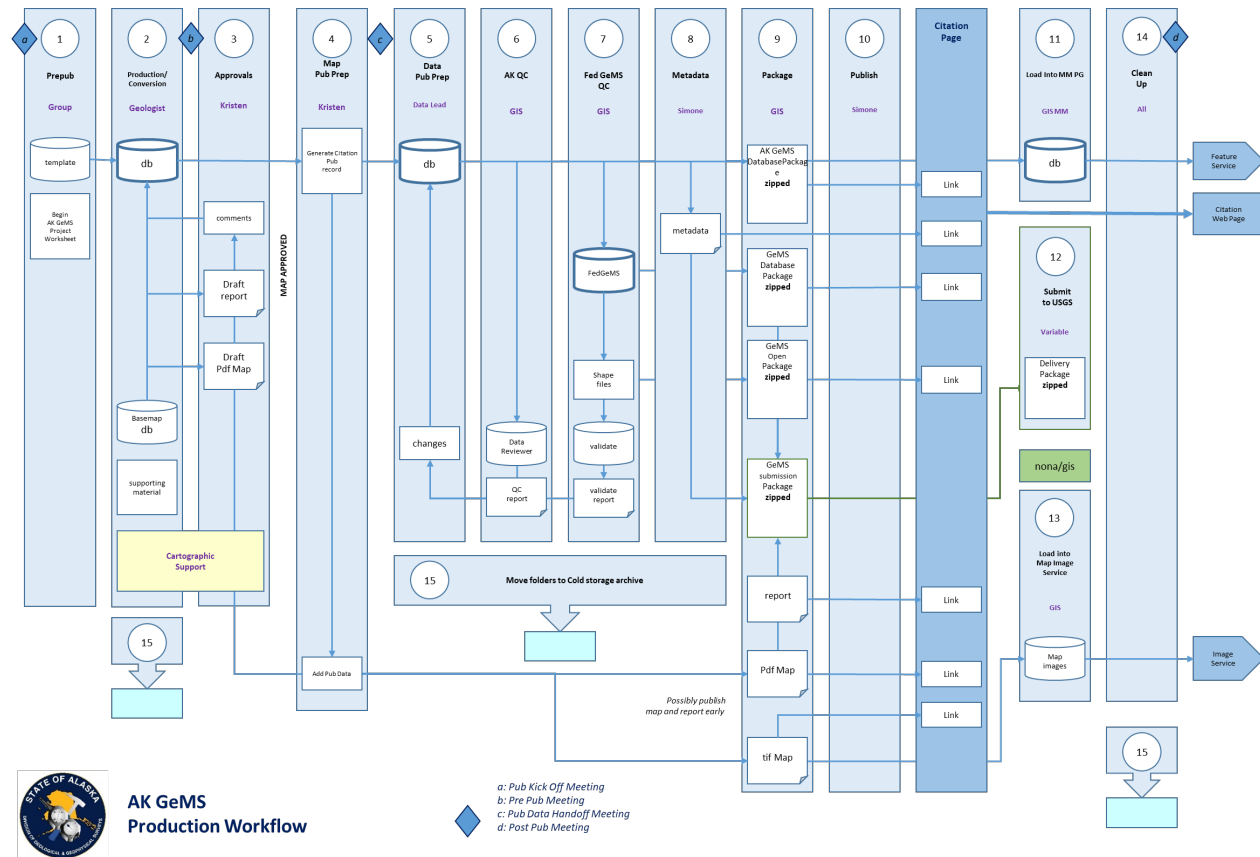 a
1
Prepub
Group
template
Begin
AK GeMS
Project
Worksheet
2
Production/
Conversion
Geologist
db
Basemap
db
supporting
material
Cartographic
Support
15
b
3
Approvals
Kristen
comments
Draft
report
Draft
Pdf Map
MAP APPROVED
4
Map
Pub Prep
Kristen
Generate Citation
Pub
record
Add Pub Data
c
5
Data
Pub Prep
Data Lead
db
changes
6
AK QC
GIS
Data
Reviewer
QC
report
7
Fed GeMS
QC
GIS
FedGeMS
Shape
files
validate
validate
report
8
Metadata
Simone
metadata
15
Move folders to Cold storage archive
Possibly publish
map and report early
9
Package
GIS
AK GeMS
DatabasePackag
e
zipped
GeMS
Database
Package
zipped
GeMS
Open
Package
zipped
GeMS
submission
Package
zipped
report
Pdf Map
tif Map
10
Publish
Simone
Citation
Page
Link
Link
Link
Link
Link
Link
Link
11
Load Into MM PG
GIS MM
db
12
Submit
to USGS
Variable
Delivery
Package
zipped
nona/gis
13
Load into
Map Image
Service
GIS
Map
images
14
d
Clean
Up
All
15
Feature
Service
Citation
Web Page
Image
Service
STATE OF ALASKA
DIVISION OF GEOLOGICAL & GEOPHYSICAL SURVEYS
AK GeMS
Production Workflow
a: Pub Kick Off Meeting
b: Pre Pub Meeting
c: Pub Data Handoff Meeting
d: Post Pub Meeting